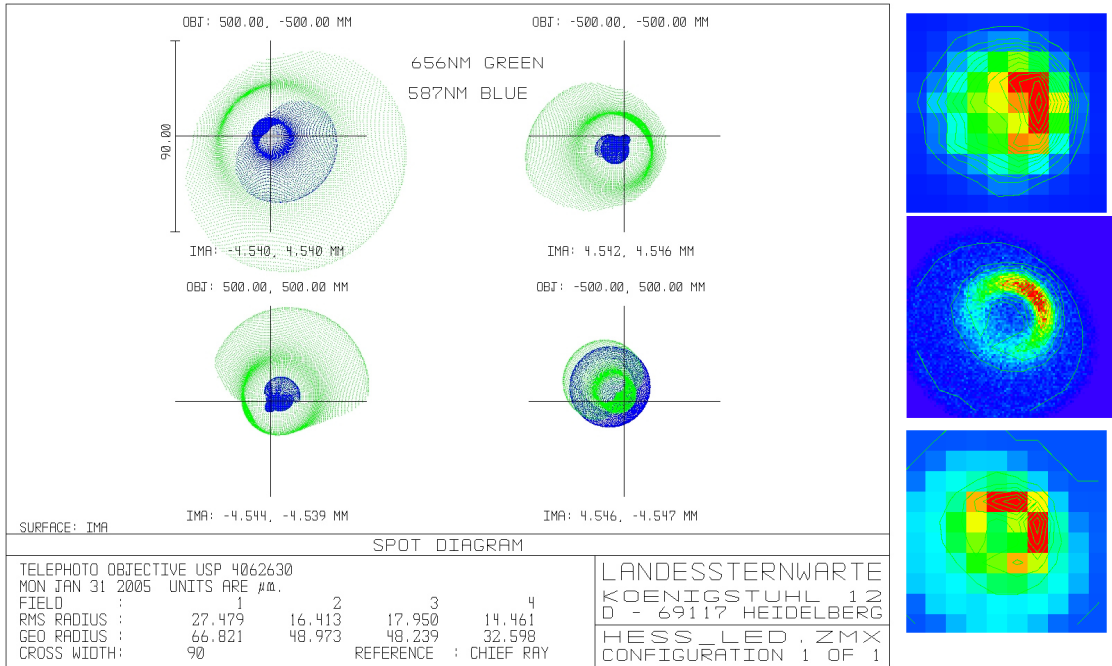 OBJ: 500.00, -500.00 MM
OBJ: -500.00, -500.00 MM
656NM GREEN
587NM BLUE
90.00
IMA: -4.540, 4.540 MM
IMA: 4.542, 4.546 MM
OBJ: 500.00, 500.00 MM
OBJ: -500.00, 500.00 MM
IMA: -4.544, -4.539 MM
IMA: 4.546, -4.547 MM
SURFACE: IMA
SPOT DIAGRAM
TELEPHOTO OBJECTIVE USP 4062630
MON JAN 31 2005 UNITS ARE µm.
FIELD : 1 2 3 4
RMS RADIUS : 27.479 16.413 17.950 14.461
GEO RADIUS : 66.821 48.973 48.239 32.598
CROSS WIDTH: 90 REFERENCE : CHIEF RAY
LANDESSTERNWARTE
KOENIGSTUHL 12
D - 69117 HEIDELBERG
HESS_LED.ZMX
CONFIGURATION 1 OF 1